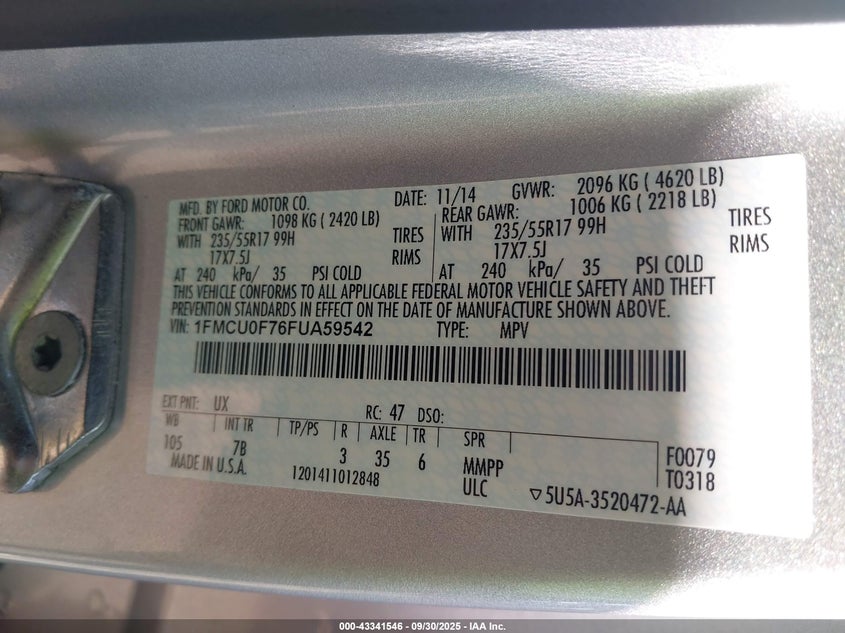 MFD. BY FORD MOTOR CO. DATE: 11/14 GVWR: 2096 KG ( 4620 LB)
FRONT GAWR: 1098 KG ( 2420 LB) REAR GAWR: 1006 KG ( 2218 LB)
WITH 235/55R17 99H TIRES WITH 235/55R17 99H TIRES
17X7.5J RIMS 17X7.5J RIMS
AT 240 kPa/ 35 PSI COLD AT 240 kPa/ 35 PSI COLD
THIS VEHICLE CONFORMS TO ALL APPLICABLE FEDERAL MOTOR VEHICLE SAFETY AND THEFT
PREVENTION STANDARDS IN EFFECT ON THE DATE OF MANUFACTURE SHOWN ABOVE.
VIN: 1FMCU0F76FUA59542 TYPE: MPV
EXT PNT: UX RC: 47 DSO:
WB INT TR TP/PS R AXLE TR SPR
105 7B 3 35 6 MMPP F0079
MADE IN U.S.A. 1201411012848 ULC T0318
▽5U5A-3520472-AA
000-43341546 - 09/30/2025 - IAA Inc.